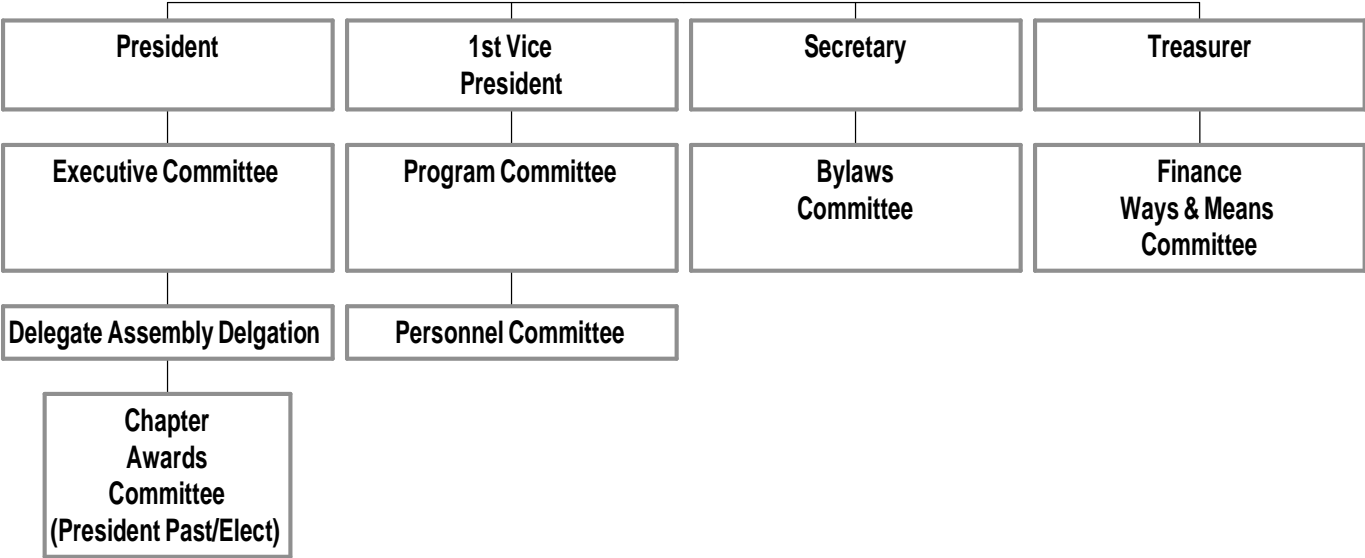 President
1st Vice
President
Secretary
Treasurer
Executive Committee
Program Committee
Bylaws
Committee
Finance
Ways & Means
Committee
Delegate Assembly Delgation
Personnel Committee
Chapter
Awards
Committee
(President Past/Elect)